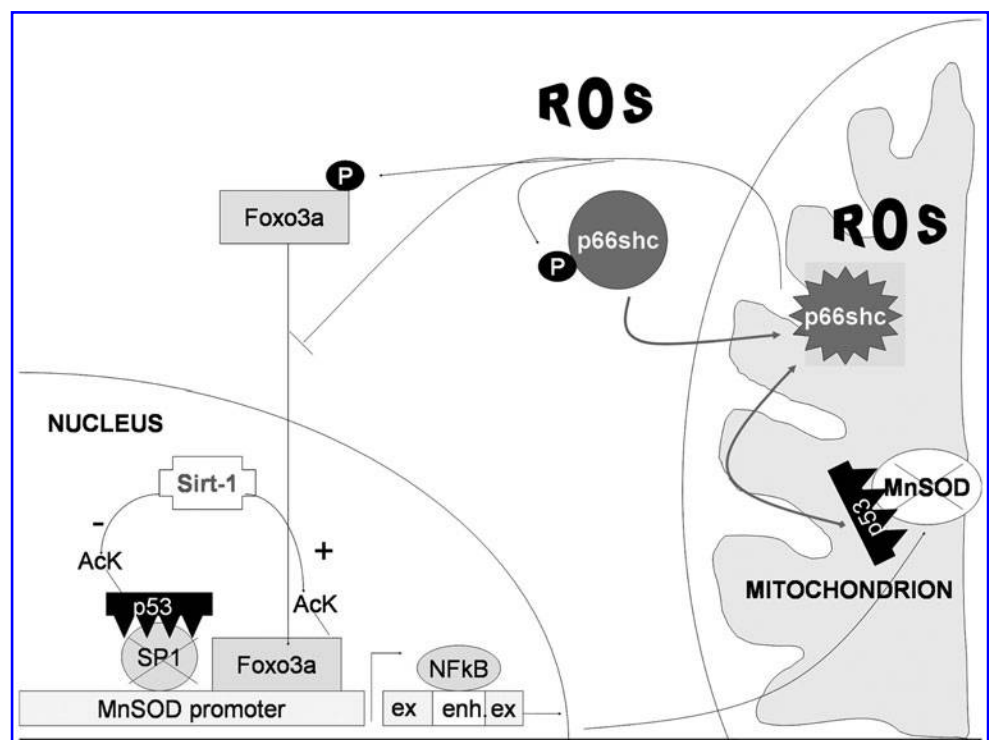 ROS
P
Foxo3a
p66shc
P
ROS
p66shc
NUCLEUS
Sirt-1
-
+
AcK
AcK
p53
SP1
Foxo3a
MnSOD promoter
NFkB
ex enh. ex
MnSOD
p53
MITOCHONDRION